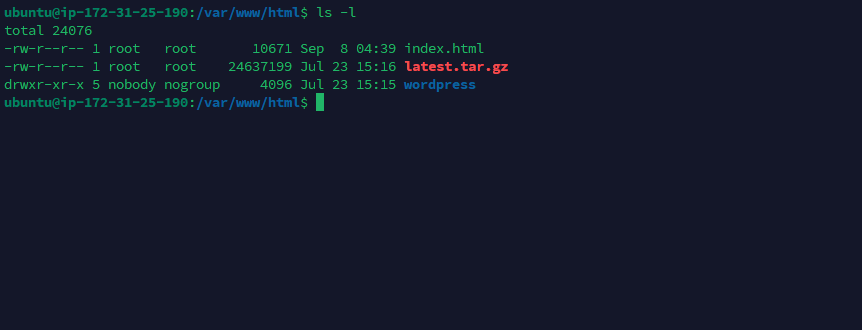 ubuntu@ip-172-31-25-190:/var/www/html$ ls -l
total 24076
-rw-r--r-- 1 root   root      10671 Sep  8 04:39 index.html
-rw-r--r-- 1 root   root   24637199 Jul 23 15:16 latest.tar.gz
drwxr-xr-x 5 nobody nogroup     4096 Jul 23 15:15 wordpress
ubuntu@ip-172-31-25-190:/var/www/html$